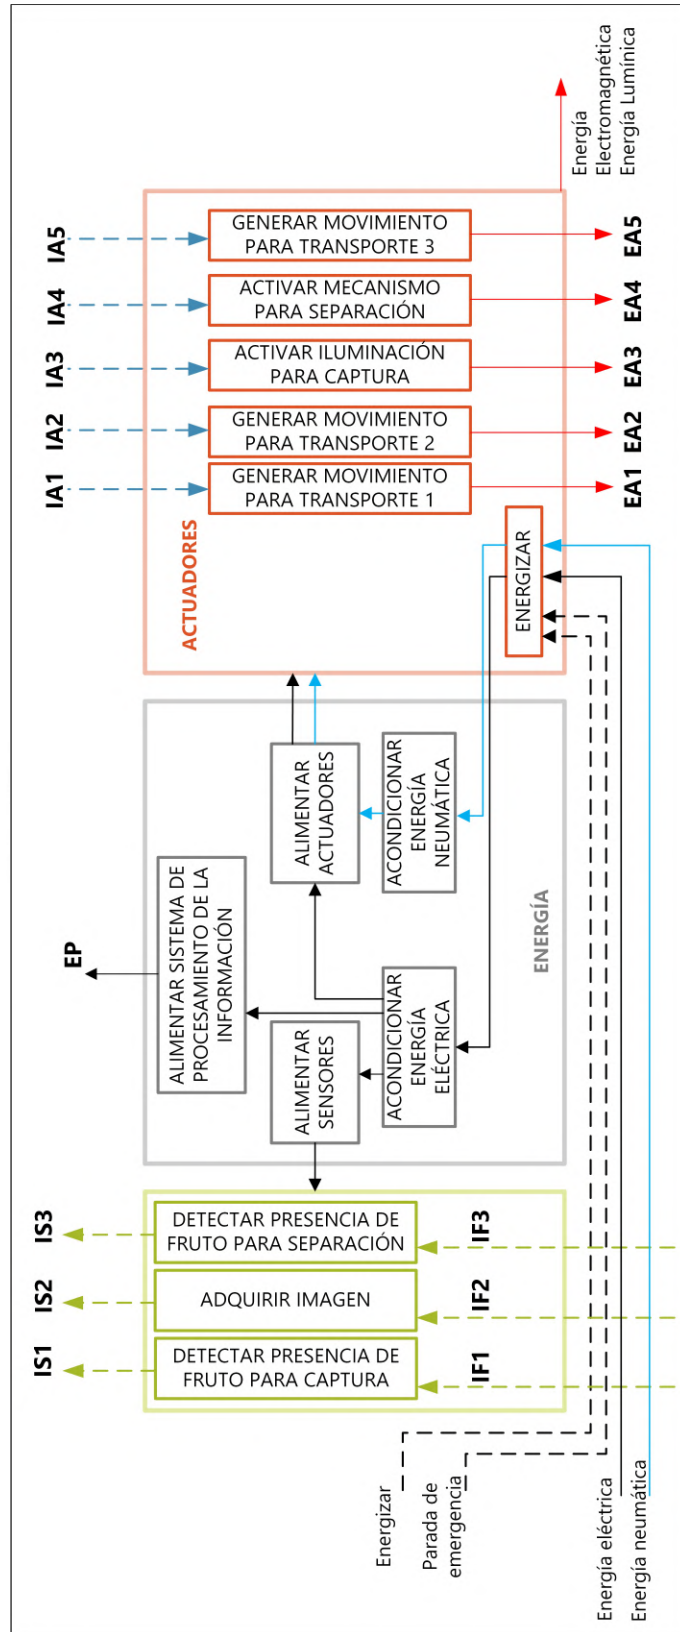 IS1
IS2
IS3
DETECTAR PRESENCIA DE
FRUTO PARA CAPTURA
ADQUIRIR IMAGEN
DETECTAR PRESENCIA DE
FRUTO PARA SEPARACIÓN
IF1
IF2
IF3
EP
ALIMENTAR SISTEMA DE
PROCESAMIENTO DE LA
INFORMACIÓN
ALIMENTAR
SENSORES
ALIMENTAR
ACTUADORES
ACONDICIONAR
ENERGÍA
ELÉCTRICA
ACONDICIONAR
ENERGÍA
NEUMÁTICA
ENERGÍA
IA1
IA2
IA3
IA4
IA5
ACTUADORES
GENERAR MOVIMIENTO
PARA TRANSPORTE 1
GENERAR MOVIMIENTO
PARA TRANSPORTE 2
ACTIVAR ILUMINACIÓN
PARA CAPTURA
ACTIVAR MECANISMO
PARA SEPARACIÓN
GENERAR MOVIMIENTO
PARA TRANSPORTE 3
ENERGIZAR
EA1
EA2
EA3
EA4
EA5
Energía
Electromagnética
Energía Lumínica
Energizar
Parada de
emergencia
Energía eléctrica
Energía neumática